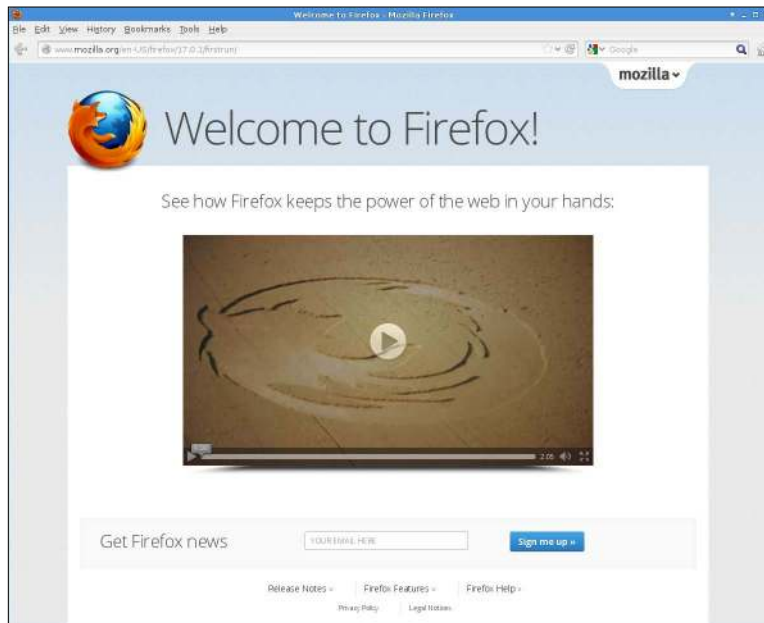 Welcome to Firefox - Mozilla Firefox
File Edit View History Bookmarks Tools Help
www.mozilla.org/en-US/firefox/17.0.1/firstrun/ Google
mozilla
Welcome to Firefox!
See how Firefox keeps the power of the web in your hands:
2:05
Get Firefox news YOUR EMAIL HERE Sign me up »
Release Notes » Firefox Features » Firefox Help »
Privacy Policy Legal Notices